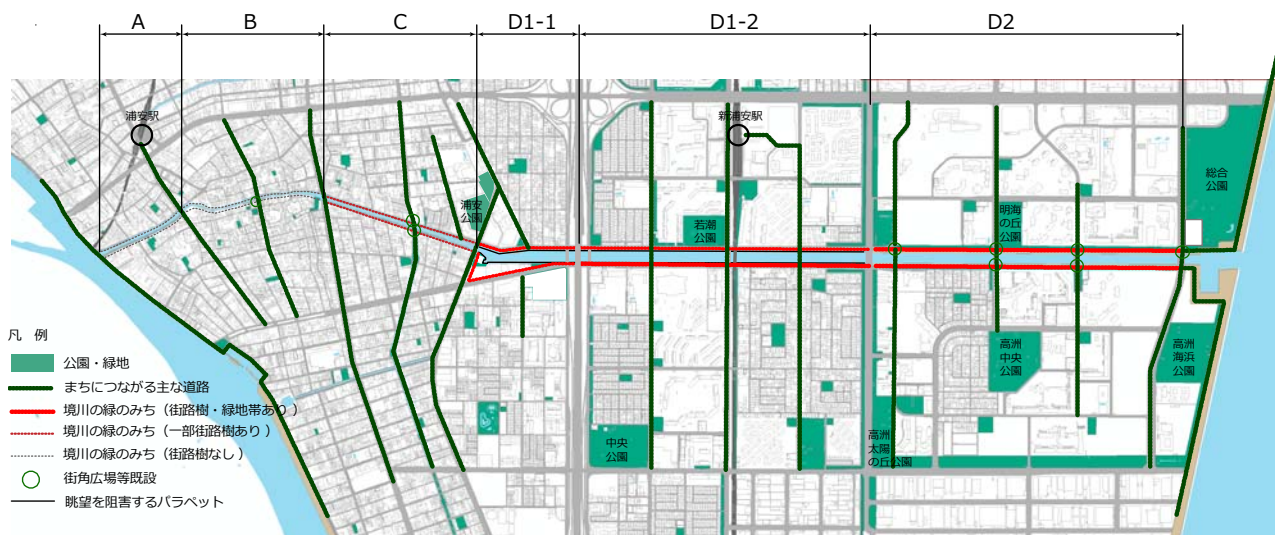 A
B
C
D1-1
D1-2
D2
浦安駅
新浦安駅
総合
公園
浦安
公園
若潮
公園
明海
の丘
公園
凡 例
公園・緑地
まちにつながる主な道路
境川の緑のみち（街路樹・緑地帯あり ）
境川の緑のみち（一部街路樹あり ）
境川の緑のみち（街路樹なし ）
街角広場等既設
眺望を阻害するパラペット
高洲
中央
公園
高洲
海浜
公園
中央
公園
高洲
太陽
の丘公園